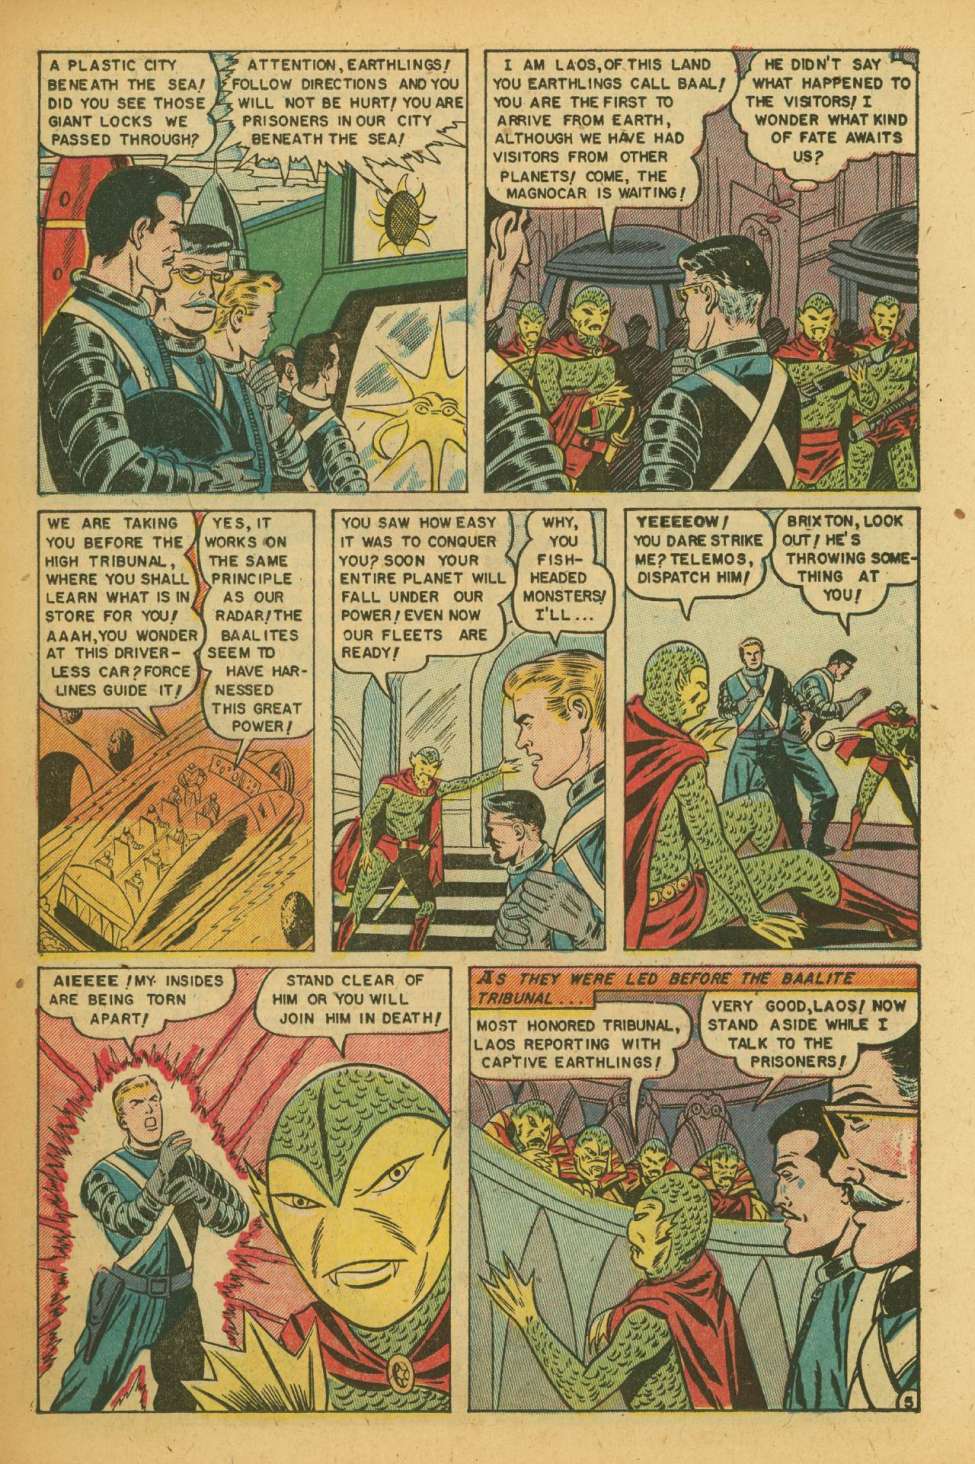 A PLASTIC CITY
BENEATH THE SEA!
DID YOU SEE THOSE
GIANT LOCKS WE
PASSED THROUGH?
ATTENTION, EARTHLINGS!
FOLLOW DIRECTIONS AND YOU
WILL NOT BE HURT! YOU ARE
PRISONERS IN OUR CITY
BENEATH THE SEA!
I AM LAOS, OF THIS LAND
YOU EARTHLINGS CALL BAAL!
YOU ARE THE FIRST TO
ARRIVE FROM EARTH,
ALTHOUGH WE HAVE HAD
VISITORS FROM OTHER
PLANETS! COME, THE
MAGNOCAR IS WAITING!
HE DIDN'T SAY
WHAT HAPPENED TO
THE VISITORS! I
WONDER WHAT KIND
OF FATE AWAITS
US?
WE ARE TAKING
YOU BEFORE THE
HIGH TRIBUNAL,
WHERE YOU SHALL
LEARN WHAT IS IN
STORE FOR YOU!
AAAH, YOU WONDER
AT THIS DRIVER-
LESS CAR? FORCE
LINES GUIDE IT!
YES, IT
WORKS ON
THE SAME
PRINCIPLE
AS OUR
RADAR! THE
BAALITES
SEEM TO
HAVE HAR-
NESSED
THIS GREAT
POWER!
YOU SAW HOW EASY
IT WAS TO CONQUER
YOU? SOON YOUR
ENTIRE PLANET WILL
FALL UNDER OUR
POWER! EVEN NOW
OUR FLEETS ARE
READY!
WHY,
YOU
FISH-
HEADED
MONSTERS!
I'LL...
YEEEEOW!
YOU DARE STRIKE
ME? TELEMOS,
DISPATCH HIM!
BRIXTON, LOOK
OUT! HE'S
THROWING SOME-
THING AT
YOU!
AIEEEE! MY INSIDES
ARE BEING TORN
APART!
STAND CLEAR OF
HIM OR YOU WILL
JOIN HIM IN DEATH!
AS THEY WERE LED BEFORE THE BAALITE
TRIBUNAL...
MOST HONORED TRIBUNAL,
LAOS REPORTING WITH
CAPTIVE EARTHLINGS!
VERY GOOD, LAOS! NOW
STAND ASIDE WHILE I
TALK TO THE
PRISONERS!
5